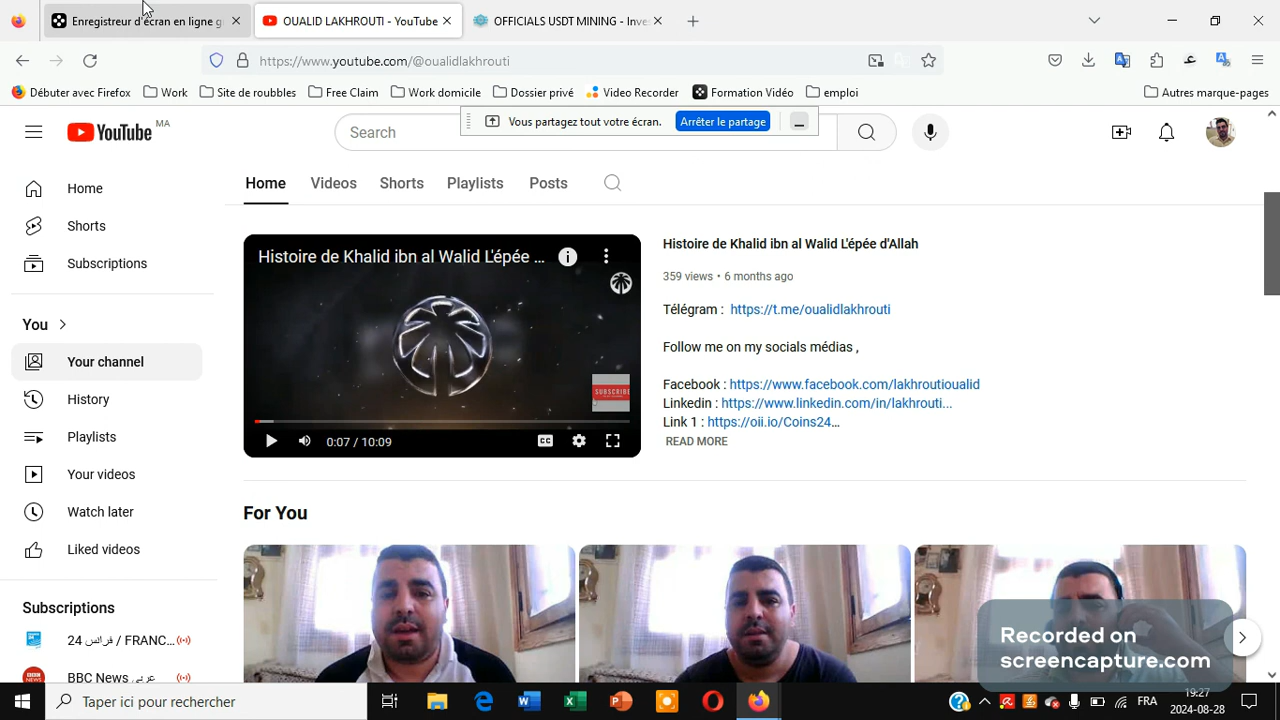 Enregistreur d'écran en ligne g
OUALID LAKHROUTI - YouTube
OFFICIALS USDT MINING - Inve
https://www.youtube.com/@oualidlakhrouti
Débuter avec Firefox
Work
Site de roubbles
Free Claim
Work domicile
Dossier privé
Video Recorder
Formation Vidéo
emploi
Autres marque-pages
YouTube MA
Search
Vous partagez tout votre écran.
Arrêter le partage
Home
Videos
Shorts
Playlists
Posts
Home
Shorts
Subscriptions
You
Your channel
History
Playlists
Your videos
Watch later
Liked videos
Subscriptions
فرانس 24 / FRANC...
BBC News عربي
Histoire de Khalid ibn al Walid L'épée ...
SUBSCRIBE
0:07 / 10:09
CC
Histoire de Khalid ibn al Walid L'épée d'Allah
359 views • 6 months ago
Télégram : https://t.me/oualidlakhrouti
Follow me on my socials médias ,
Facebook : https://www.facebook.com/lakhroutioualid
Linkedin : https://www.linkedin.com/in/lakhrouti...
Link 1 : https://oii.io/Coins24...
READ MORE
For You
Recorded on
screencapture.com
Taper ici pour rechercher
FRA
19:27
2024-08-28